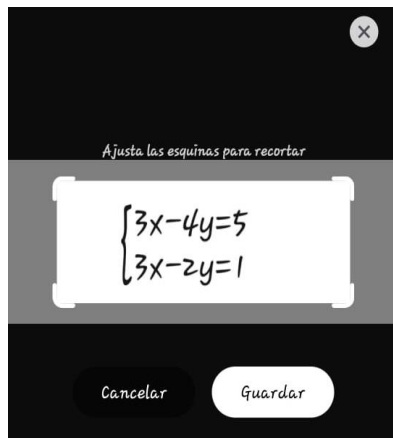 Ajusta las esquinas para recortar
3x-4y=5
3x-2y=1
Cancelar
Guardar